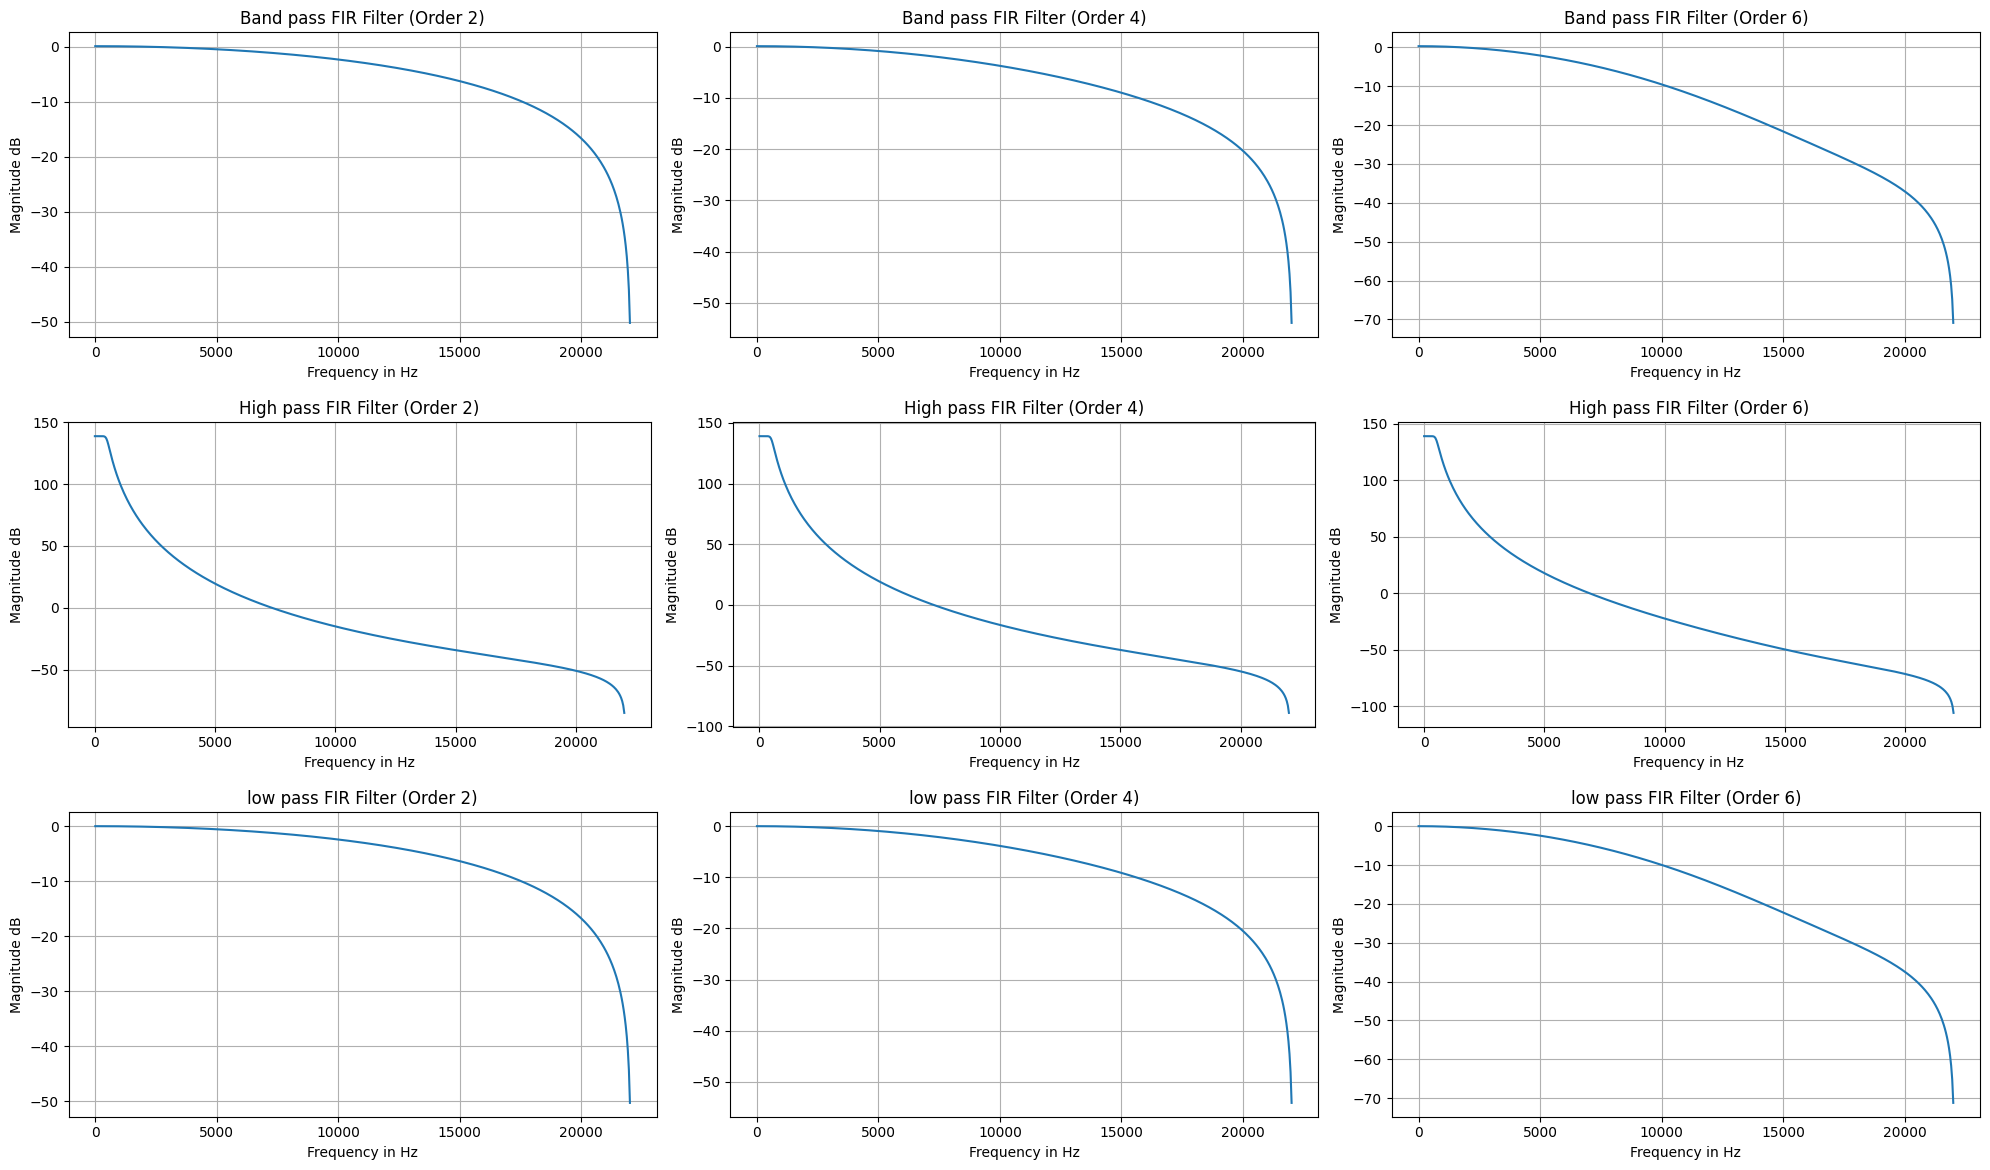 Band pass FIR Filter (Order 2)
Band pass FIR Filter (Order 4)
Band pass FIR Filter (Order 6)
0
−10
−20
−30
−40
−50
Magnitude dB
0 5000 10000 15000 20000
Frequency in Hz
0
−10
−20
−30
−40
−50
Magnitude dB
0 5000 10000 15000 20000
Frequency in Hz
0
−10
−20
−30
−40
−50
−60
−70
Magnitude dB
0 5000 10000 15000 20000
Frequency in Hz
High pass FIR Filter (Order 2)
High pass FIR Filter (Order 4)
High pass FIR Filter (Order 6)
150
100
50
0
−50
Magnitude dB
0 5000 10000 15000 20000
Frequency in Hz
150
100
50
0
−50
−100
Magnitude dB
0 5000 10000 15000 20000
Frequency in Hz
150
100
50
0
−50
−100
Magnitude dB
0 5000 10000 15000 20000
Frequency in Hz
low pass FIR Filter (Order 2)
low pass FIR Filter (Order 4)
low pass FIR Filter (Order 6)
0
−10
−20
−30
−40
−50
Magnitude dB
0 5000 10000 15000 20000
Frequency in Hz
0
−10
−20
−30
−40
−50
Magnitude dB
0 5000 10000 15000 20000
Frequency in Hz
0
−10
−20
−30
−40
−50
−60
−70
Magnitude dB
0 5000 10000 15000 20000
Frequency in Hz